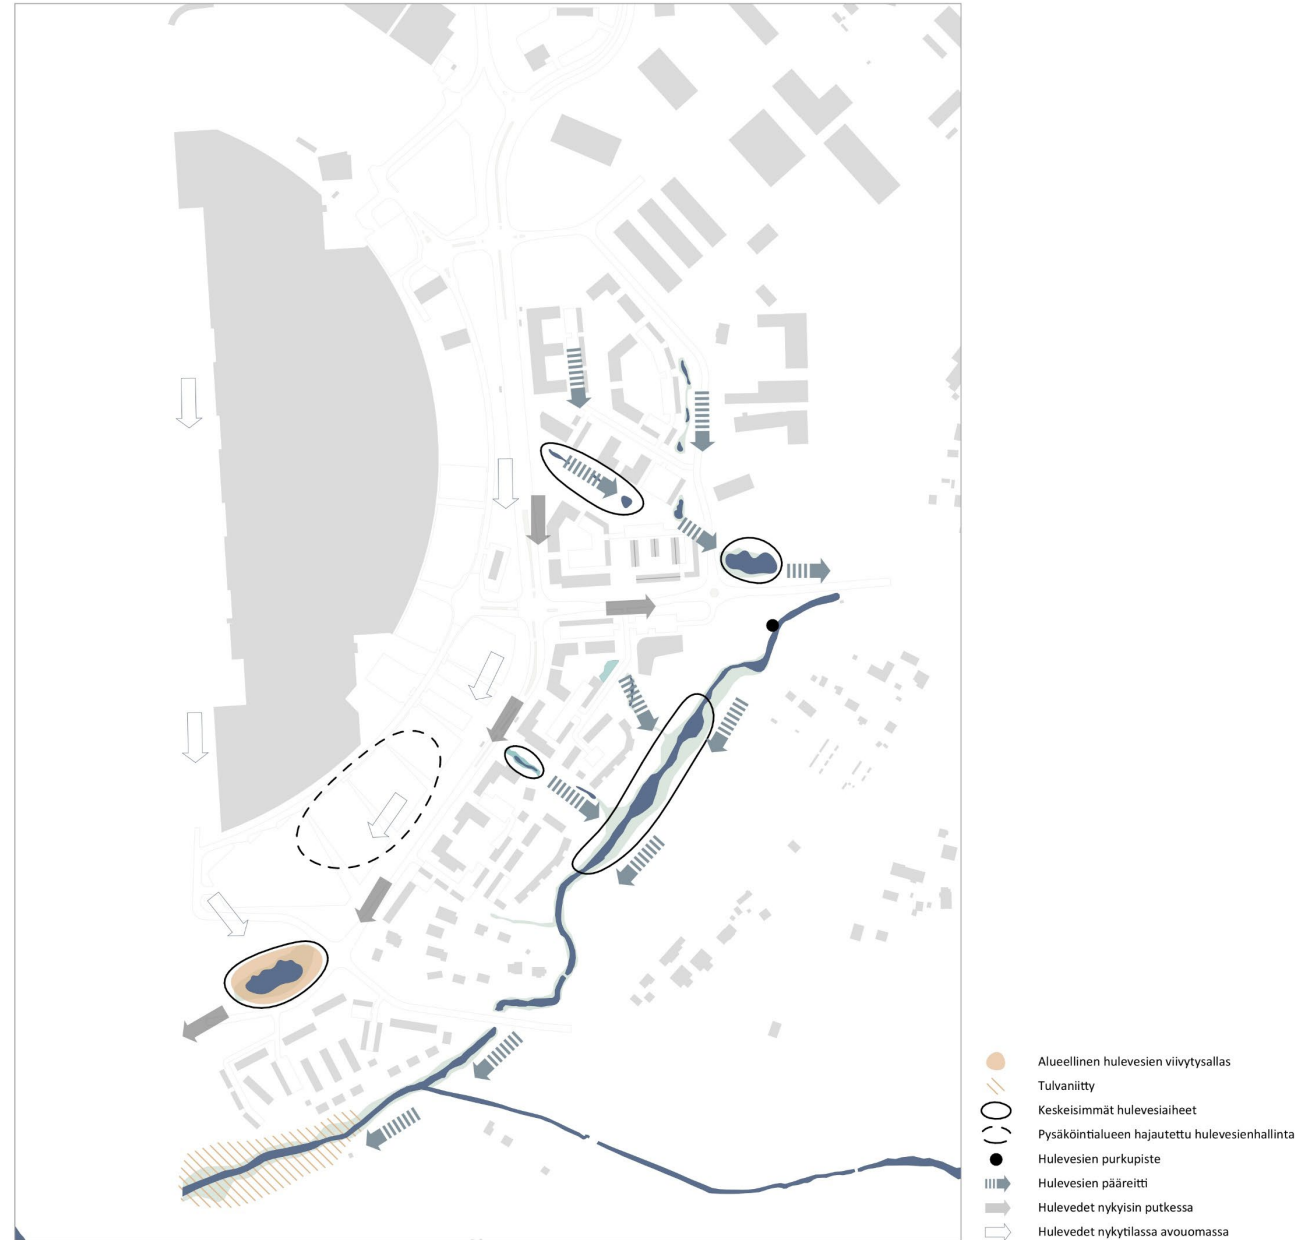 Alueellinen hulevesien viivytysallas
Tulvaniitty
Keskeisimmät hulevesiaiheet
Pysäköintialueen hajautettu hulevesienhallinta
Hulevesien purkupiste
Hulevesien pääreitti
Hulevedet nykyisin putkessa
Hulevedet nykytilassa avouomassa